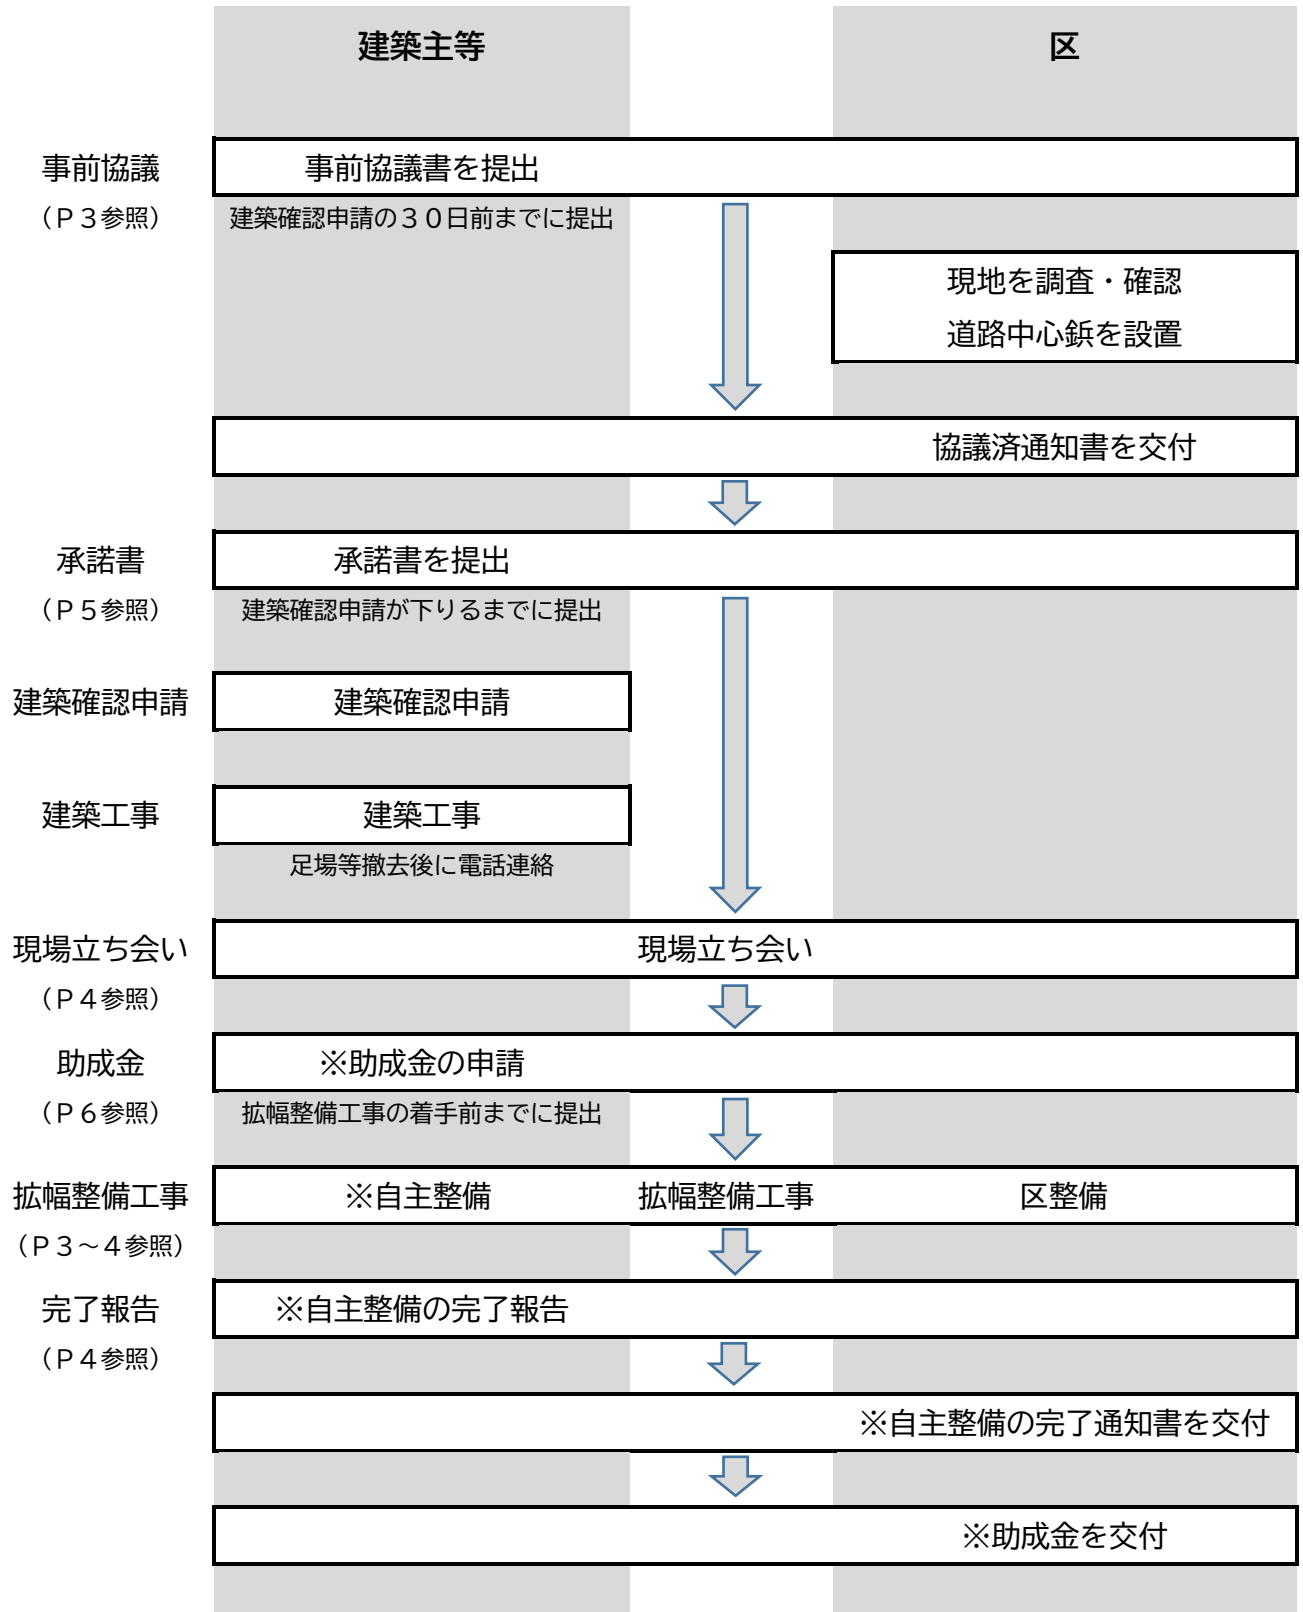 建築主等 区
事前協議 事前協議書を提出
（Ｐ３参照） 建築確認申請の３０日前までに提出
現地を調査・確認
道路中心鋲を設置
協議済通知書を交付
承諾書 承諾書を提出
（Ｐ５参照） 建築確認申請が下りるまでに提出
建築確認申請 建築確認申請
建築工事 建築工事
足場等撤去後に電話連絡
現場立ち会い 現場立ち会い
（Ｐ４参照）
助成金 ※助成金の申請
（Ｐ６参照） 拡幅整備工事の着手前までに提出
拡幅整備工事 ※自主整備 拡幅整備工事 区整備
（Ｐ３～４参照）
完了報告 ※自主整備の完了報告
（Ｐ４参照）
※自主整備の完了通知書を交付
※助成金を交付